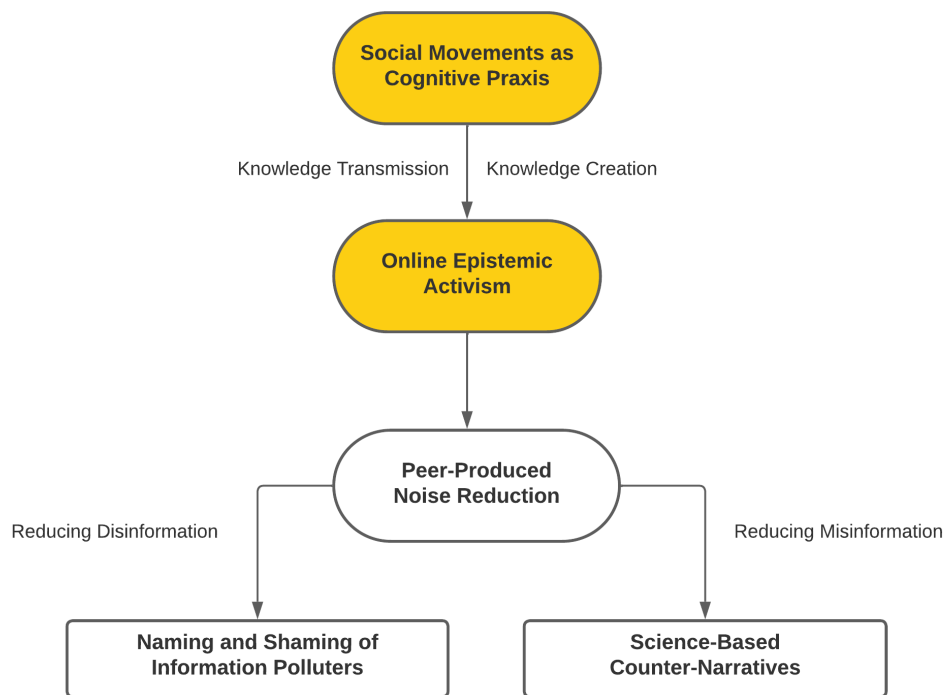 Social Movements as
Cognitive Praxis
Knowledge Transmission
Knowledge Creation
Online Epistemic
Activism
Peer-Produced
Noise Reduction
Reducing Disinformation
Reducing Misinformation
Naming and Shaming of
Information Polluters
Science-Based
Counter-Narratives